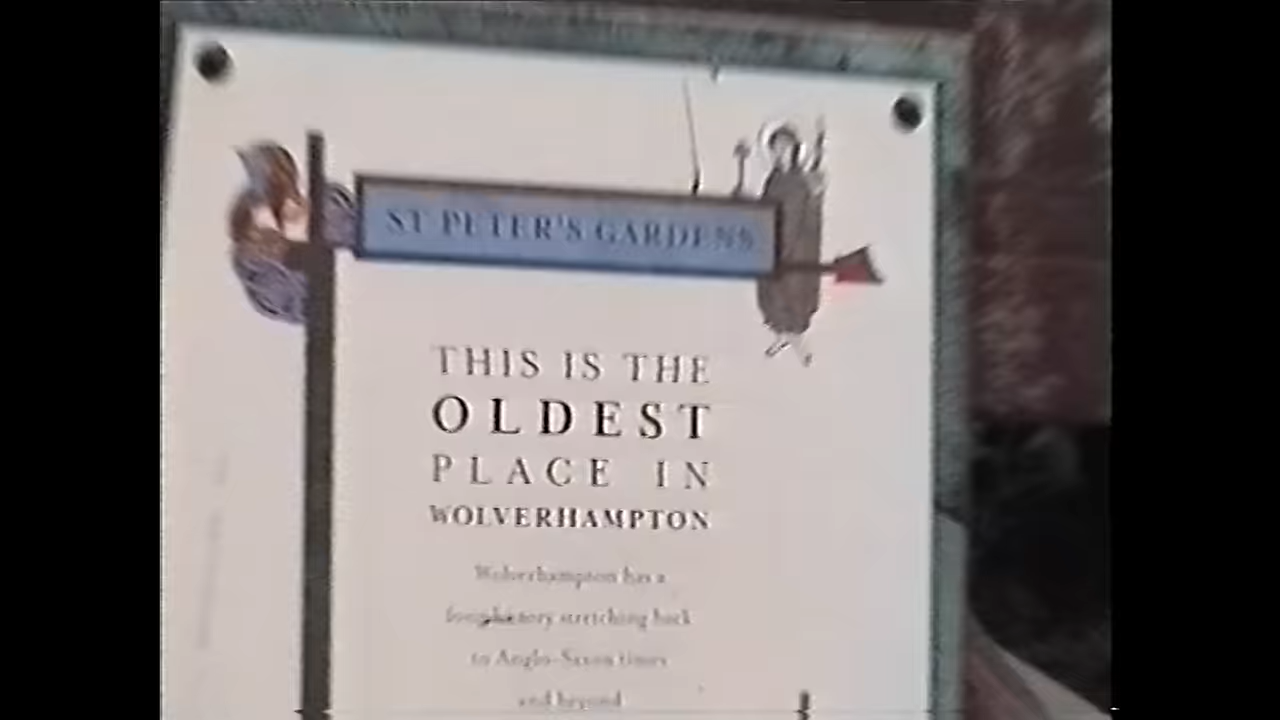 ST PETER'S GARDENS
THIS IS THE
OLDEST
PLACE IN
WOLVERHAMPTON
Wolverhampton has a
long history stretching back
to Anglo-Saxon times
and beyond